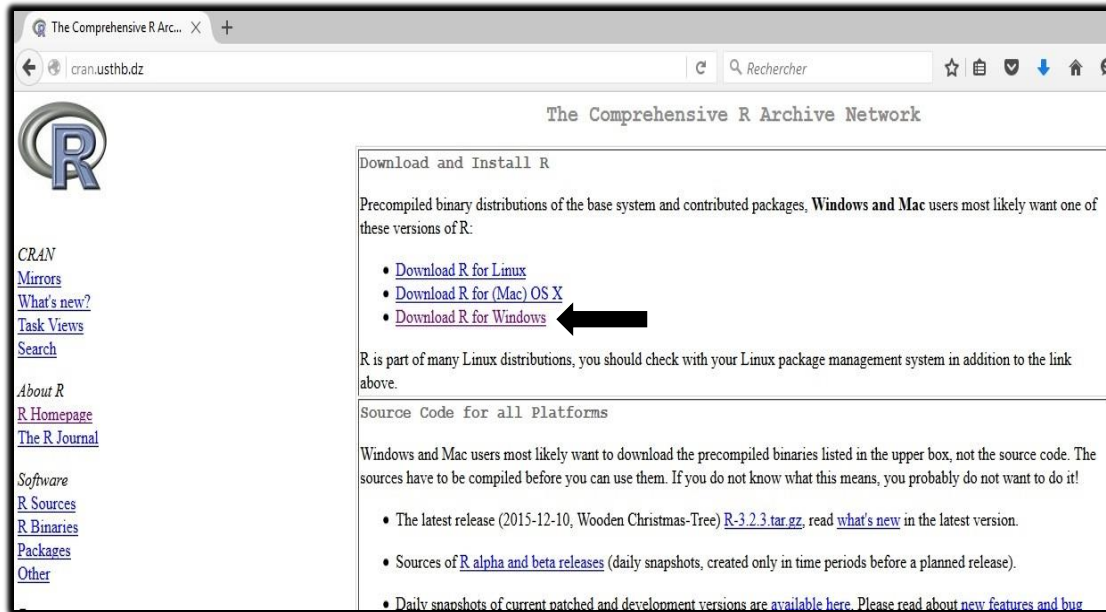 The Comprehensive R Arc...
cran.usthb.dz
Rechercher
R
CRAN
Mirrors
What's new?
Task Views
Search
About R
R Homepage
The R Journal
Software
R Sources
R Binaries
Packages
Other
The Comprehensive R Archive Network
Download and Install R
Precompiled binary distributions of the base system and contributed packages, Windows and Mac users most likely want one of
these versions of R:
• Download R for Linux
• Download R for (Mac) OS X
• Download R for Windows
R is part of many Linux distributions, you should check with your Linux package management system in addition to the link
above.
Source Code for all Platforms
Windows and Mac users most likely want to download the precompiled binaries listed in the upper box, not the source code. The
sources have to be compiled before you can use them. If you do not know what this means, you probably do not want to do it!
• The latest release (2015-12-10, Wooden Christmas-Tree) R-3.2.3.tar.gz, read what's new in the latest version.
• Sources of R alpha and beta releases (daily snapshots, created only in time periods before a planned release).
• Daily snapshots of current patched and development versions are available here. Please read about new features and bug